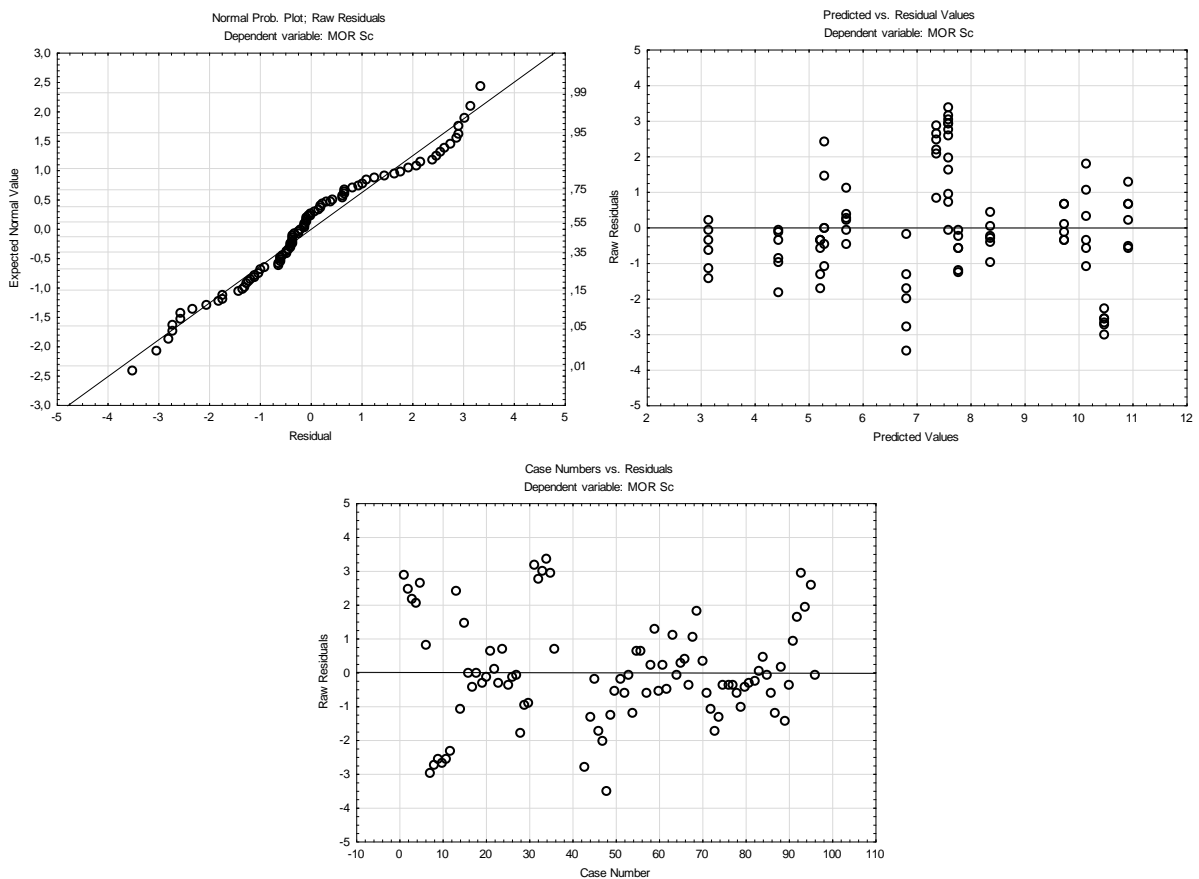 Normal Prob. Plot; Raw Residuals
Dependent variable: MOR Sc
3,0
2,5
2,0
1,5
1,0
0,5
0,0
-0,5
-1,0
-1,5
-2,0
-2,5
-3,0
Expected Normal Value
,99
,95
,75
,55
,35
,15
,05
,01
-5 -4 -3 -2 -1 0 1 2 3 4 5
Residual
Predicted vs. Residual Values
Dependent variable: MOR Sc
5
4
3
2
1
0
-1
-2
-3
-4
-5
Raw Residuals
2 3 4 5 6 7 8 9 10 11 12
Predicted Values
Case Numbers vs. Residuals
Dependent variable: MOR Sc
5
4
3
2
1
0
-1
-2
-3
-4
-5
Raw Residuals
-10 0 10 20 30 40 50 60 70 80 90 100 110
Case Number